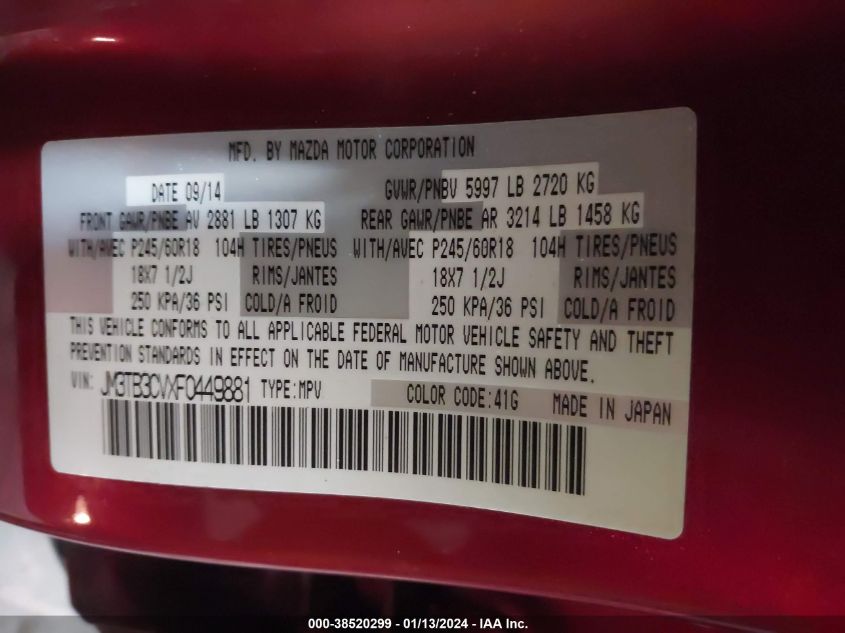 MFD. BY MAZDA MOTOR CORPORATION
DATE 09/14 GVWR/PNBV 5997 LB 2720 KG
FRONT GAWR/PNBE AV 2881 LB 1307 KG REAR GAWR/PNBE AR 3214 LB 1458 KG
WITH/AVEC P245/60R18 104H TIRES/PNEUS WITH/AVEC P245/60R18 104H TIRES/PNEUS
18X7 1/2J RIMS/JANTES 18X7 1/2J RIMS/JANTES
250 KPA/36 PSI COLD/A FROID 250 KPA/36 PSI COLD/A FROID
THIS VEHICLE CONFORMS TO ALL APPLICABLE FEDERAL MOTOR VEHICLE SAFETY AND THEFT
PREVENTION STANDARDS IN EFFECT ON THE DATE OF MANUFACTURE SHOWN ABOVE.
VIN: JM3TB3CVXF0449881 TYPE:MPV COLOR CODE:41G MADE IN JAPAN
000-38520299 - 01/13/2024 - IAA Inc.